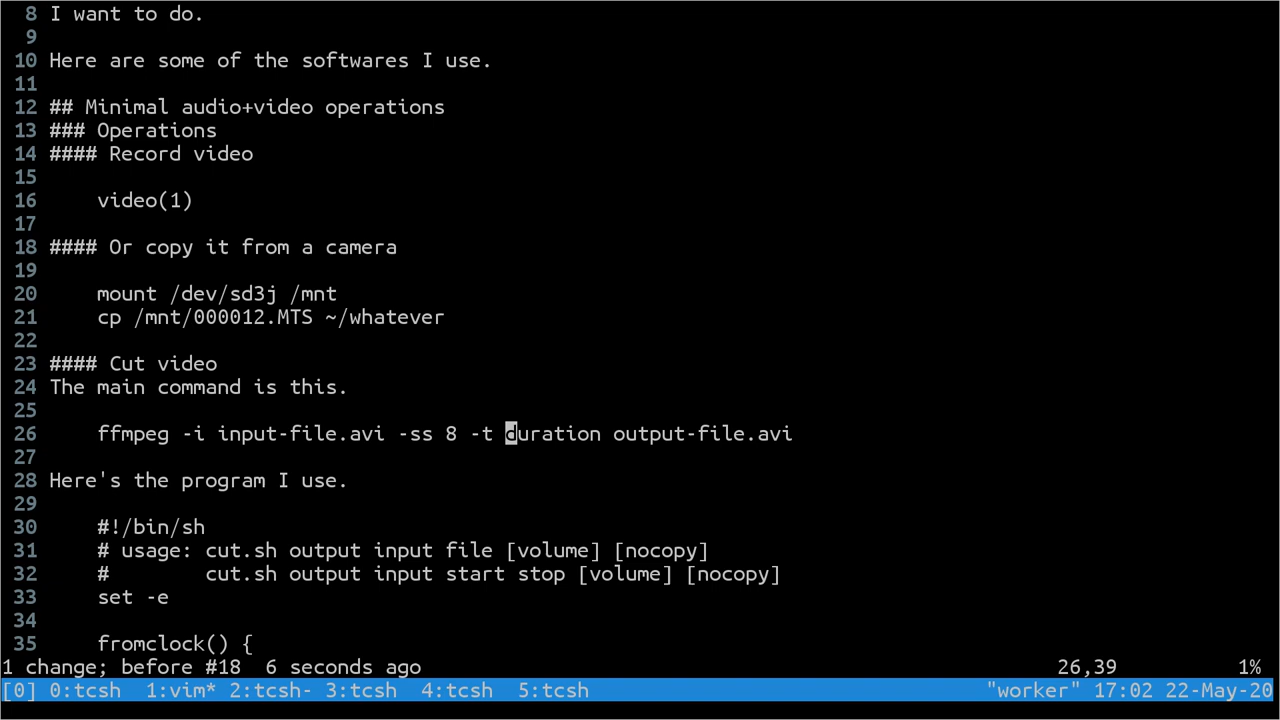 8 I want to do.
9
10 Here are some of the softwares I use.
11
12 ## Minimal audio+video operations
13 ### Operations
14 #### Record video
15
16     video(1)
17
18 #### Or copy it from a camera
19
20     mount /dev/sd3j /mnt
21     cp /mnt/000012.MTS ~/whatever
22
23 #### Cut video
24 The main command is this.
25
26     ffmpeg -i input-file.avi -ss 8 -t duration output-file.avi
27
28 Here's the program I use.
29
30     #!/bin/sh
31     # usage: cut.sh output input file [volume] [nocopy]
32     #        cut.sh output input start stop [volume] [nocopy]
33     set -e
34
35     fromclock() {
1 change; before #18  6 seconds ago    26,39    1%
[0] 0:tcsh  1:vim* 2:tcsh- 3:tcsh  4:tcsh  5:tcsh    "worker" 17:02 22-May-20